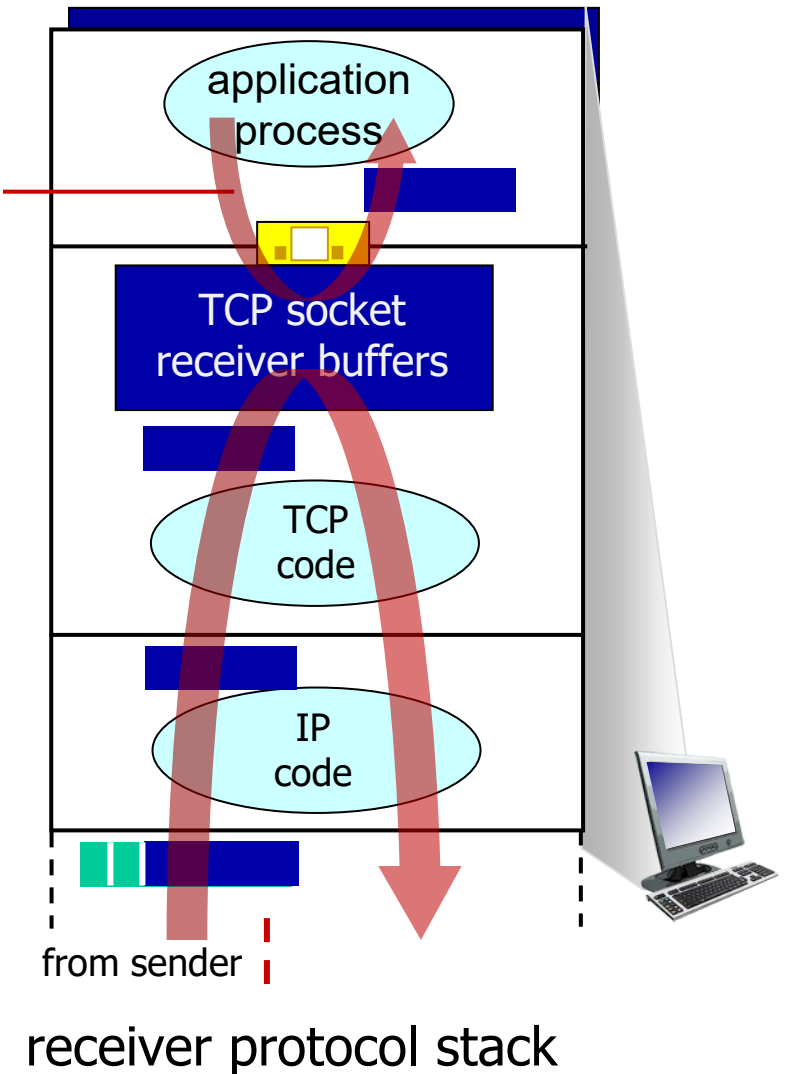 application
process
TCP socket
receiver buffers
TCP
code
IP
code
from sender
receiver protocol stack